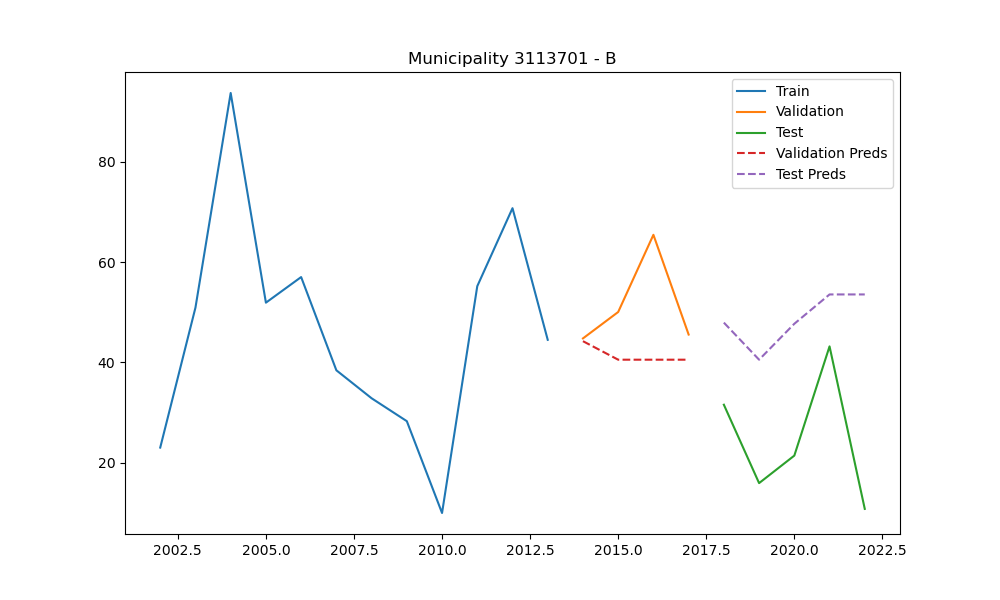 Municipality 3113701 - B
Train
Validation
Test
Validation Preds
Test Preds
80
60
40
20
2002.5 2005.0 2007.5 2010.0 2012.5 2015.0 2017.5 2020.0 2022.5